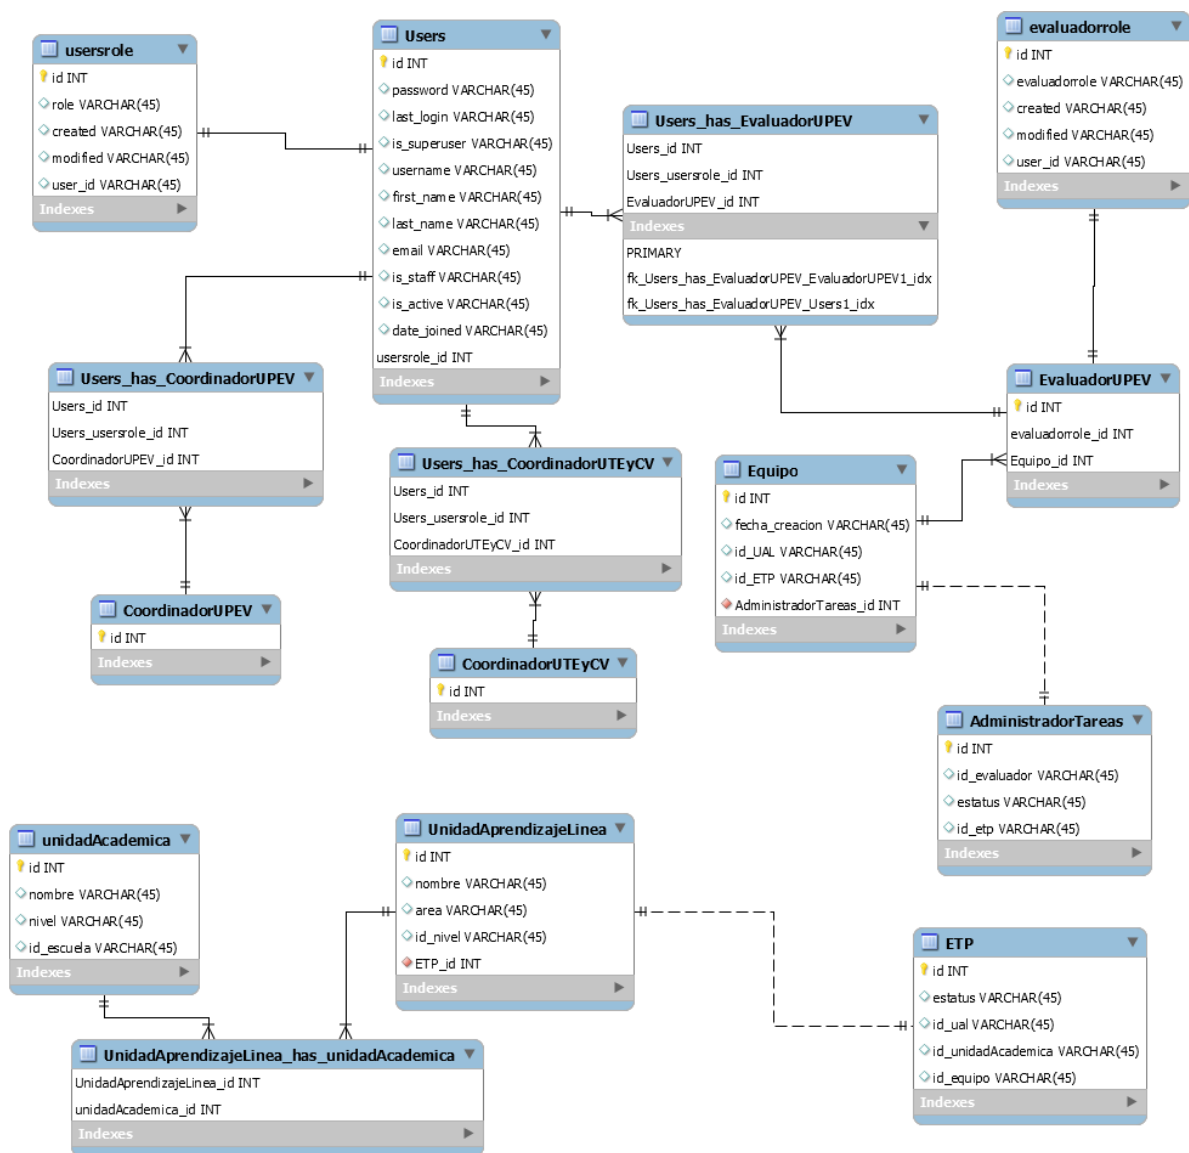 usersrole
id INT
role VARCHAR(45)
created VARCHAR(45)
modified VARCHAR(45)
user_id VARCHAR(45)
Indexes
Users
id INT
password VARCHAR(45)
last_login VARCHAR(45)
is_superuser VARCHAR(45)
username VARCHAR(45)
first_name VARCHAR(45)
last_name VARCHAR(45)
email VARCHAR(45)
is_staff VARCHAR(45)
is_active VARCHAR(45)
date_joined VARCHAR(45)
usersrole_id INT
Indexes
Users_has_EvaluadorUPEV
Users_id INT
Users_usersrole_id INT
EvaluadorUPEV_id INT
Indexes
PRIMARY
fk_Users_has_EvaluadorUPEV_EvaluadorUPEV1_idx
fk_Users_has_EvaluadorUPEV_Users1_idx
evaluadorrole
id INT
evaluadorrole VARCHAR(45)
created VARCHAR(45)
modified VARCHAR(45)
user_id VARCHAR(45)
Indexes
Users_has_CoordinadorUPEV
Users_id INT
Users_usersrole_id INT
CoordinadorUPEV_id INT
Indexes
Users_has_CoordinadorUTEyCV
Users_id INT
Users_usersrole_id INT
CoordinadorUTEyCV_id INT
Indexes
Equipo
id INT
fecha_creacion VARCHAR(45)
id_UAL VARCHAR(45)
id_ETP VARCHAR(45)
AdministradorTareas_id INT
Indexes
EvaluadorUPEV
id INT
evaluadorrole_id INT
Equipo_id INT
Indexes
CoordinadorUPEV
id INT
Indexes
CoordinadorUTEyCV
id INT
Indexes
AdministradorTareas
id INT
id_evaluador VARCHAR(45)
estatus VARCHAR(45)
id_etp VARCHAR(45)
Indexes
unidadAcademica
id INT
nombre VARCHAR(45)
nivel VARCHAR(45)
id_escuela VARCHAR(45)
Indexes
UnidadAprendizajeLinea
id INT
nombre VARCHAR(45)
area VARCHAR(45)
id_nivel VARCHAR(45)
ETP_id INT
Indexes
ETP
id INT
estatus VARCHAR(45)
id_ual VARCHAR(45)
id_unidadAcademica VARCHAR(45)
id_equipo VARCHAR(45)
Indexes
UnidadAprendizajeLinea_has_unidadAcademica
UnidadAprendizajeLinea_id INT
unidadAcademica_id INT
Indexes